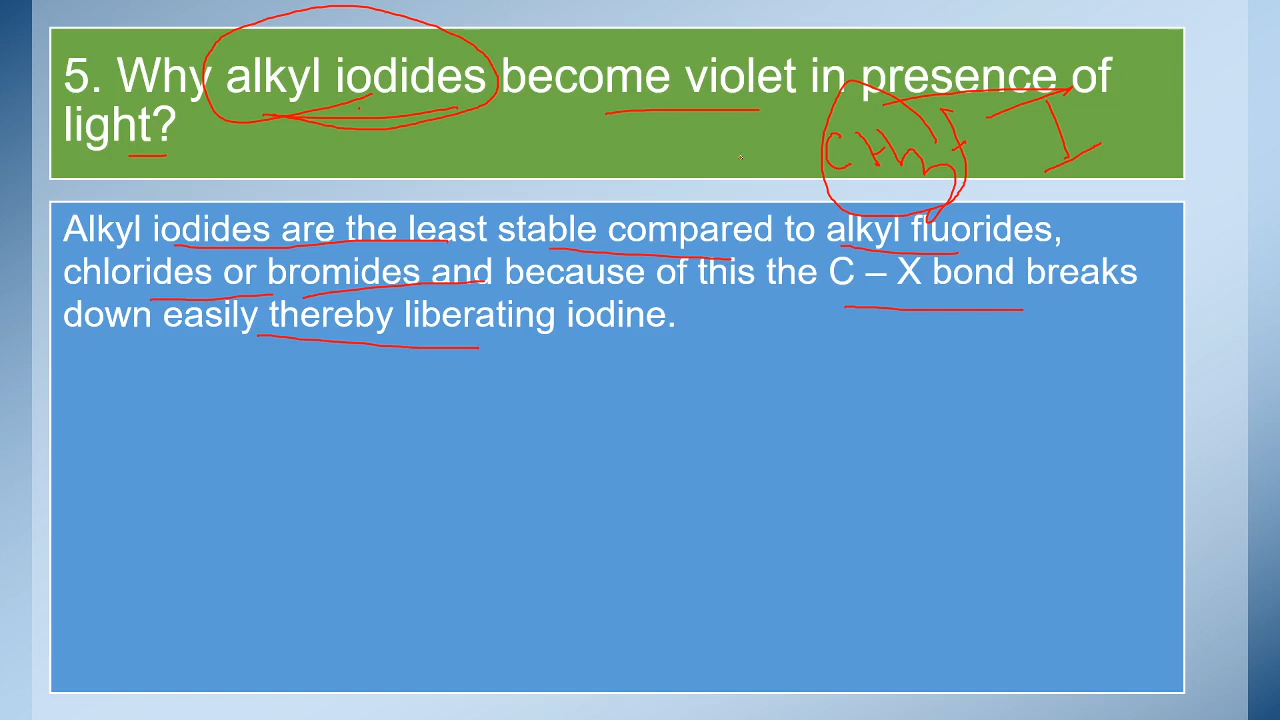 5. Why alkyl iodides become violet in presence of
light?
CH3 I
Alkyl iodides are the least stable compared to alkyl fluorides,
chlorides or bromides and because of this the C – X bond breaks
down easily thereby liberating iodine.